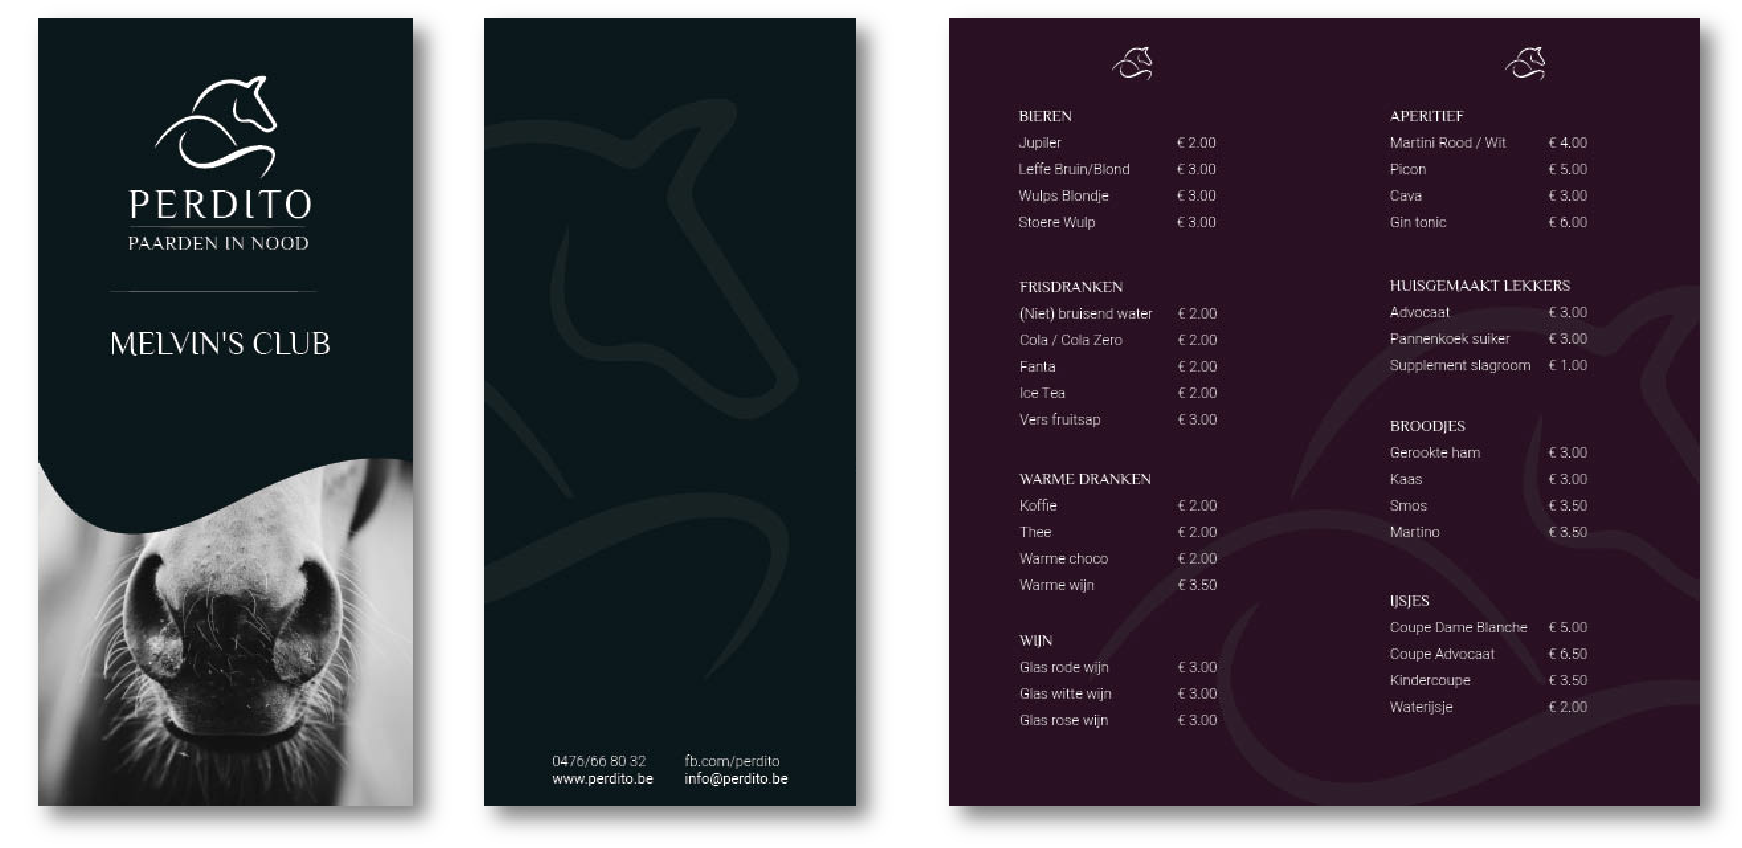 PERDITO
PAARDEN IN NOOD
MELVIN'S CLUB
0476/66 80 32 fb.com/perdito
www.perdito.be info@perdito.be
BIEREN
Jupiler € 2.00
Leffe Bruin/Blond € 3.00
Wulps Blondje € 3.00
Stoere Wulp € 3.00
FRISDRANKEN
(Niet) bruisend water € 2.00
Cola / Cola Zero € 2.00
Fanta € 2.00
Ice Tea € 2.00
Vers fruitsap € 3.00
WARME DRANKEN
Koffie € 2.00
Thee € 2.00
Warme choco € 2.00
Warme wijn € 3.50
WIJN
Glas rode wijn € 3.00
Glas witte wijn € 3.00
Glas rose wijn € 3.00
APERITIEF
Martini Rood / Wit € 4.00
Picon € 5.00
Cava € 3.00
Gin tonic € 6.00
HUISGEMAAKT LEKKERS
Advocaat € 3.00
Pannenkoek suiker € 3.00
Supplement slagroom € 1.00
BROODJES
Gerookte ham € 3.00
Kaas € 3.00
Smos € 3.50
Martino € 3.50
IJSJES
Coupe Dame Blanche € 5.00
Coupe Advocaat € 6.50
Kindercoupe € 3.50
Waterijsje € 2.00